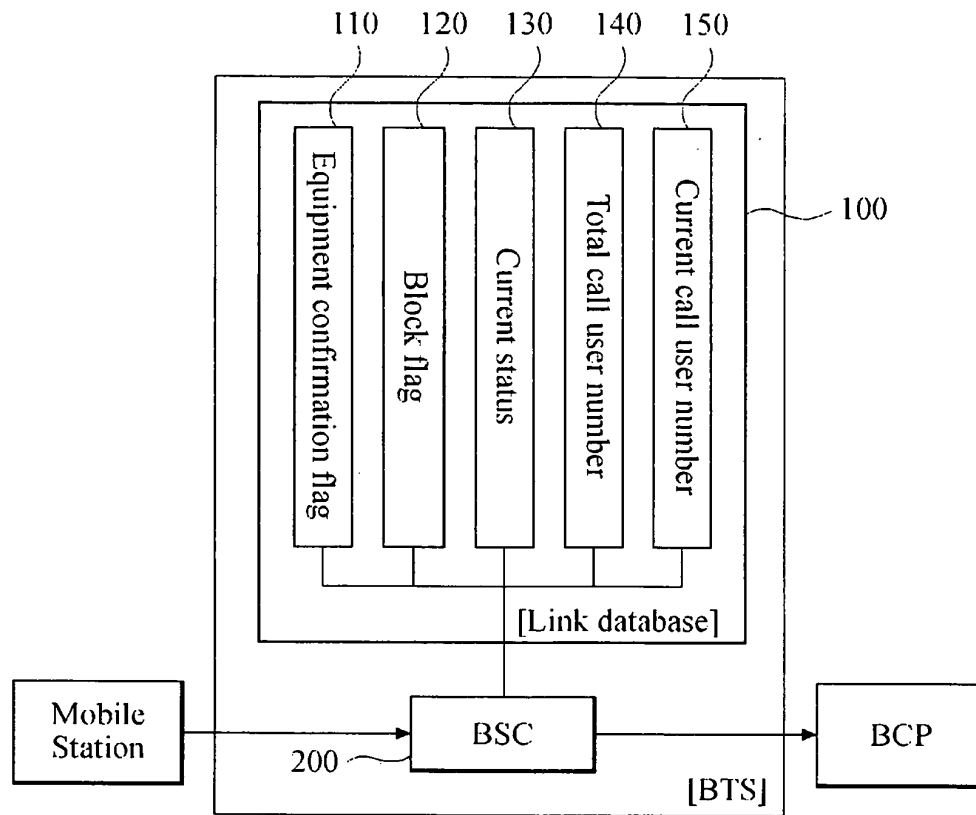 110 120 130 140 150
Equipment confirmation flag
Block flag
Current status
Total call user number
Current call user number
100
[Link database]
Mobile
Station
BSC
BCP
200
[BTS]